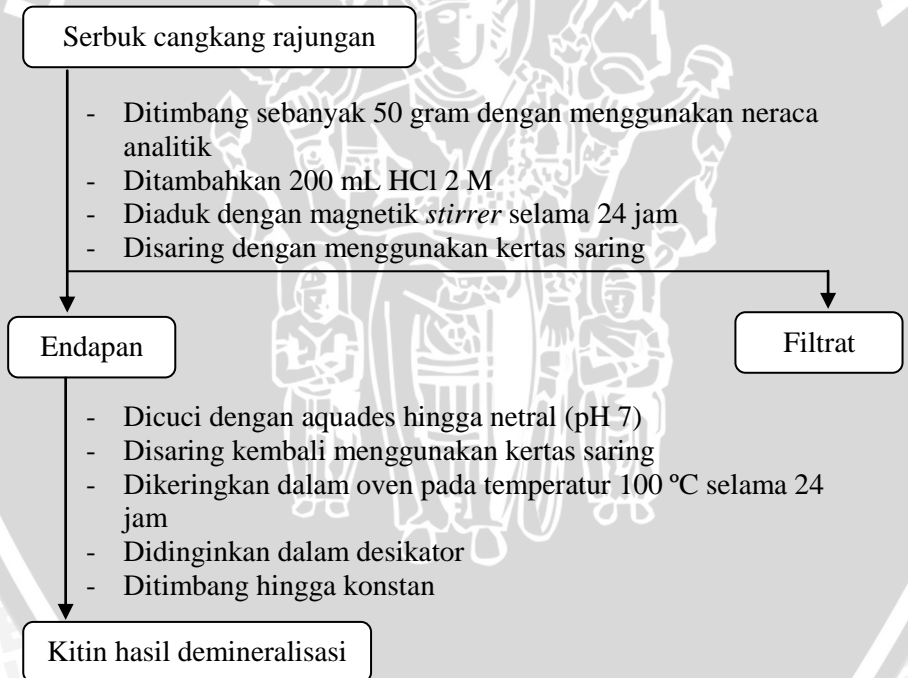 Serbuk cangkang rajungan
- Ditimbang sebanyak 50 gram dengan menggunakan neraca
analitik
- Ditambahkan 200 mL HCl 2 M
- Diaduk dengan magnetik stirrer selama 24 jam
- Disaring dengan menggunakan kertas saring
Endapan
Filtrat
- Dicuci dengan aquades hingga netral (pH 7)
- Disaring kembali menggunakan kertas saring
- Dikeringkan dalam oven pada temperatur 100 ºC selama 24
jam
- Didinginkan dalam desikator
- Ditimbang hingga konstan
Kitin hasil demineralisasi